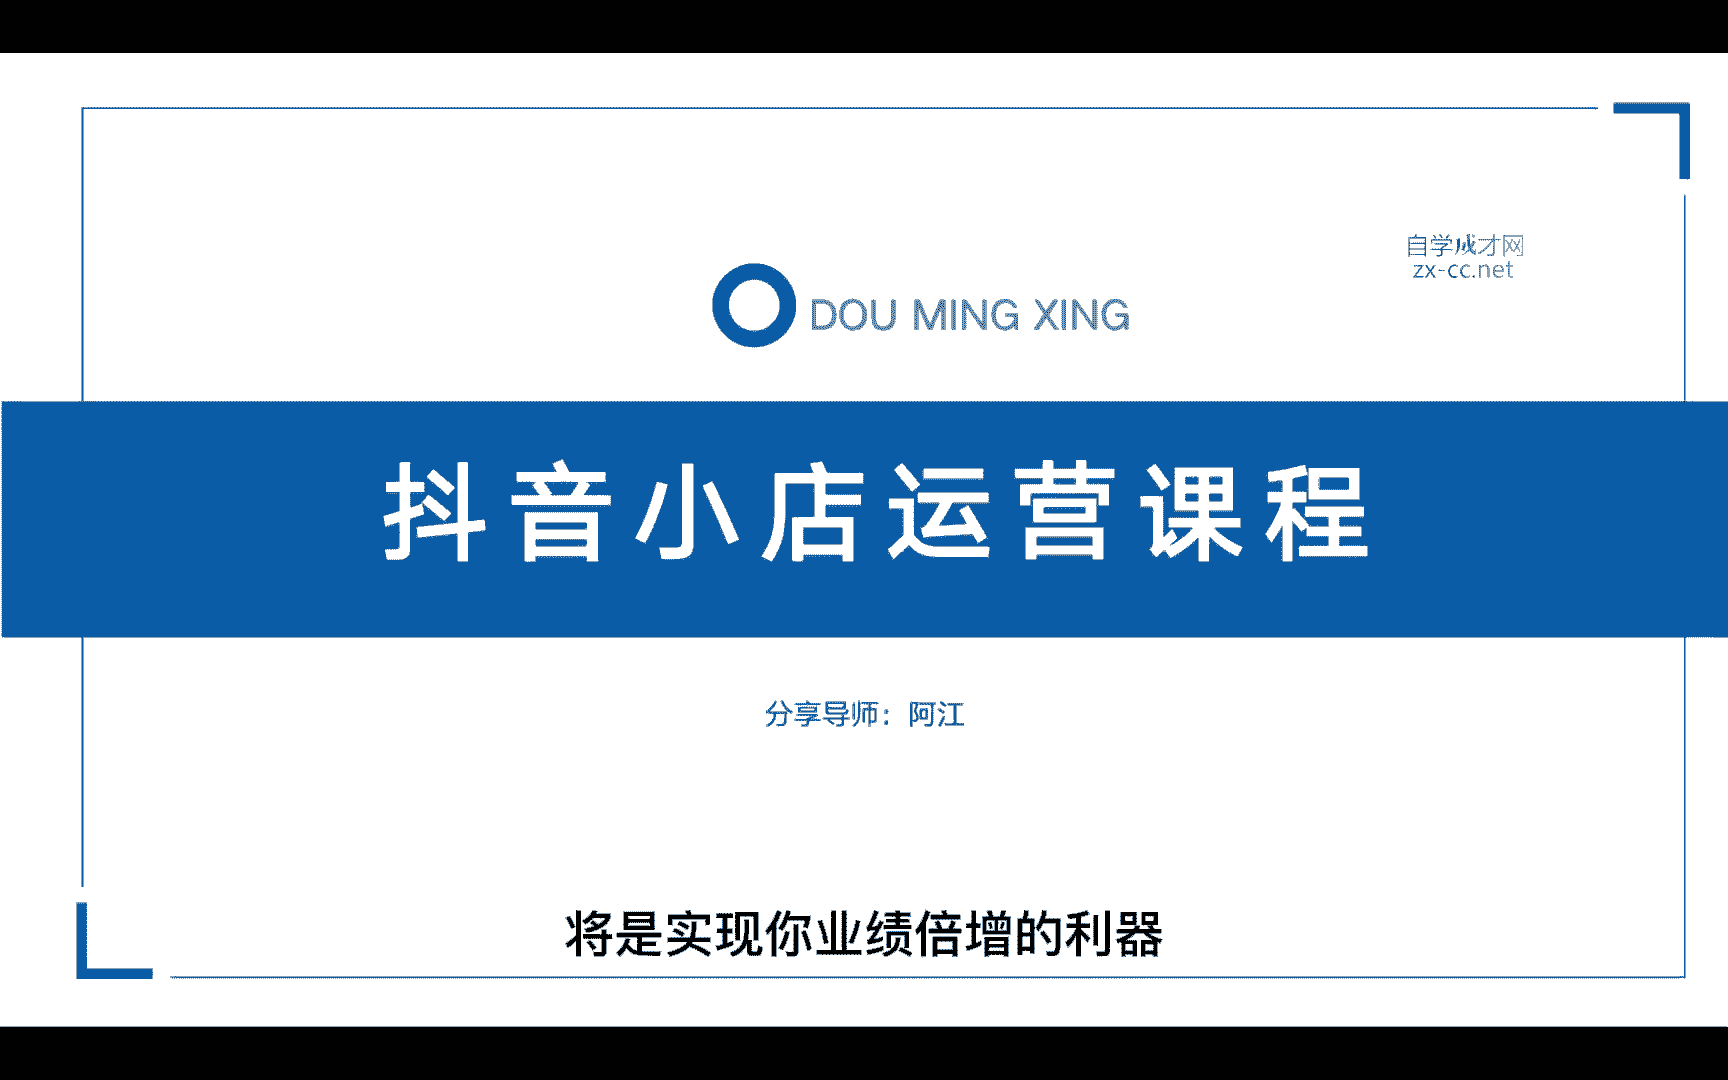 自学成才网
zx-cc.net
DOU MING XING
抖音小店运营课程
分享导师：阿江
将是实现你业绩倍增的利器